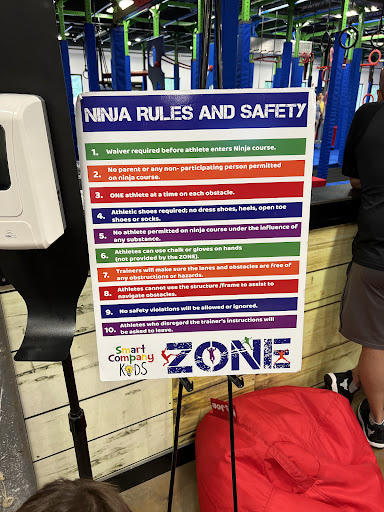 NINJA RULES AND SAFETY
1. Waiver required before athlete enters Ninja course.
2. No parent or any non- participating person permitted
on ninja course.
3. ONE athlete at a time on each obstacle.
4. Athletic shoes required; no dress shoes, heels, open toe
shoes or socks.
5. No athlete permitted on ninja course under the influence of
any substance.
6. Athletes can use chalk or gloves on hands
(not provided by the ZONE).
7. Trainers will make sure the lanes and obstacles are free of
any obstructions or hazards.
8. Athletes cannot use the structure /frame to assist to
navigate obstacles.
9. No safety violations will be allowed or ignored.
10. Athletes who disregard the trainer's instructions will
be asked to leave.
Smart
Company
KiDS
ZONE